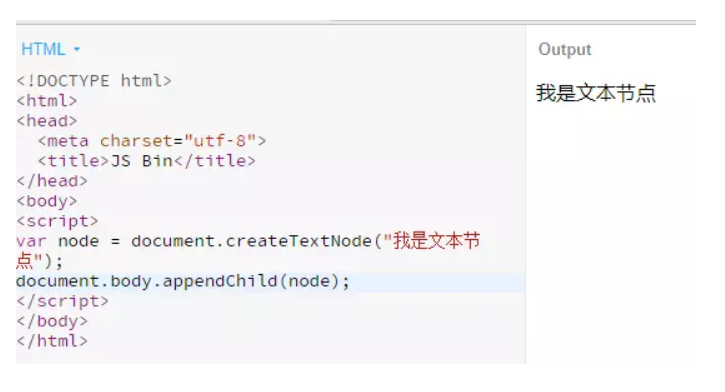 HTML
Output
<!DOCTYPE html>
<html>
<head>
  <meta charset="utf-8">
  <title>JS Bin</title>
</head>
<body>
<script>
var node = document.createTextNode("我是文本节
点");
document.body.appendChild(node);
</script>
</body>
</html>
我是文本节点